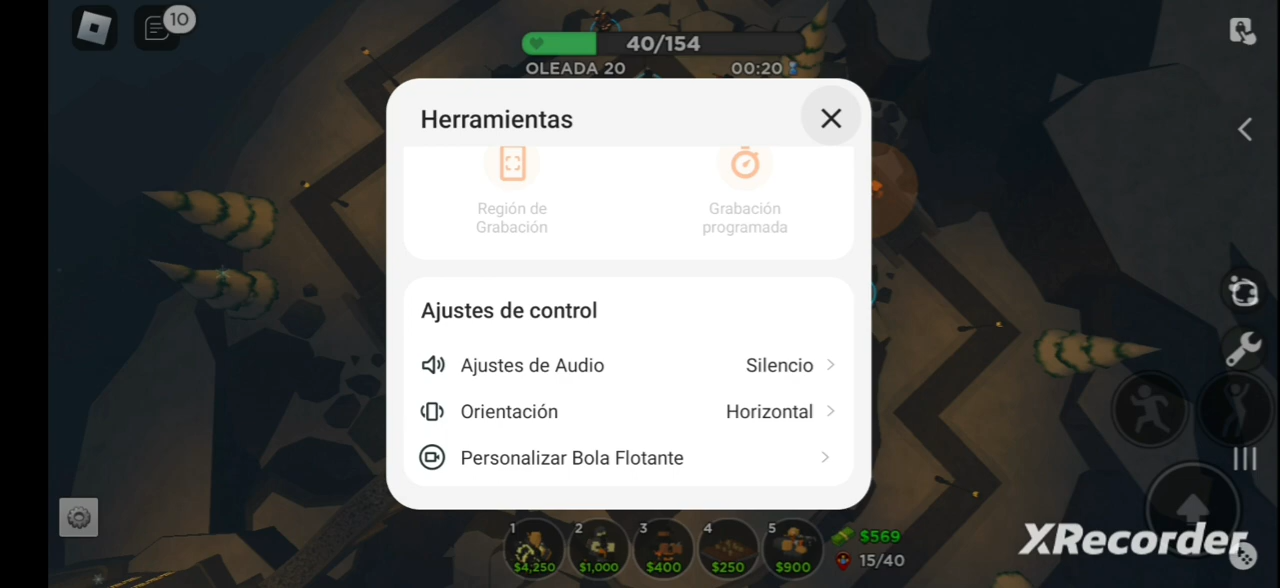 10
40/154
OLEADA 20 00:20
Herramientas
Región de
Grabación
Grabación
programada
Ajustes de control
Ajustes de Audio Silencio
Orientación Horizontal
Personalizar Bola Flotante
1 2 3 4 5
$4,250 $1,000 $400 $250 $900
$569
15/40
XRecorder